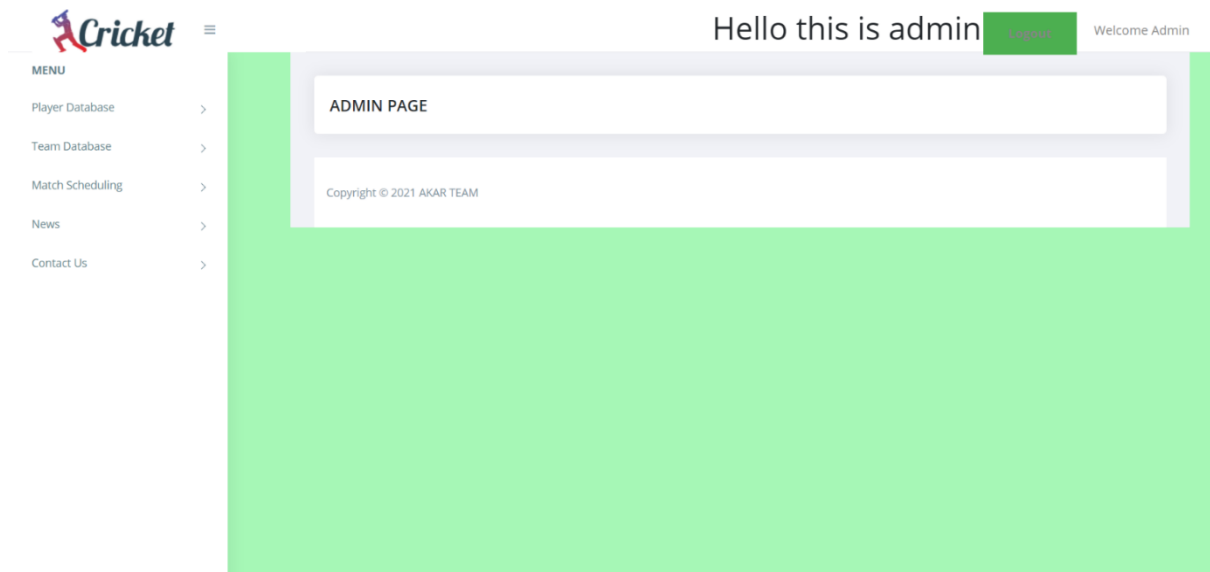 Cricket
Hello this is admin
Logout
Welcome Admin
MENU
Player Database
Team Database
Match Scheduling
News
Contact Us
ADMIN PAGE
Copyright © 2021 AKAR TEAM